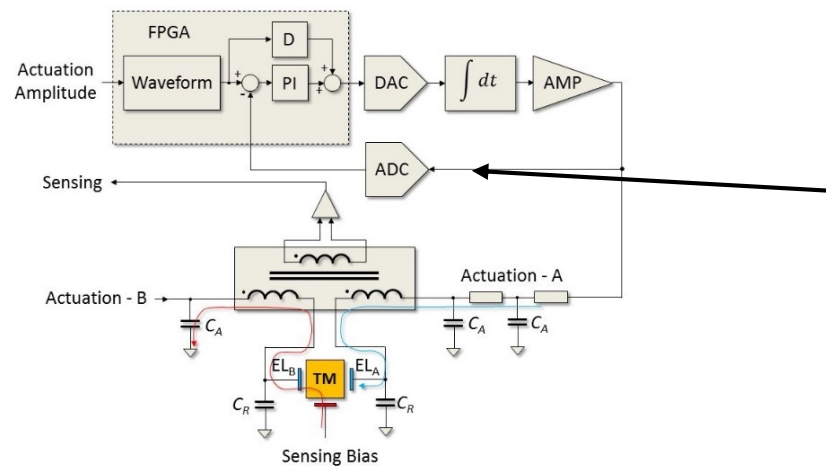 FPGA
D
Actuation
Amplitude
Waveform
+
-
PI
+
+
DAC
∫ dt
AMP
ADC
Sensing
Actuation - A
Actuation - B
C_A
C_A
C_A
EL_B
TM
EL_A
C_R
C_R
Sensing Bias